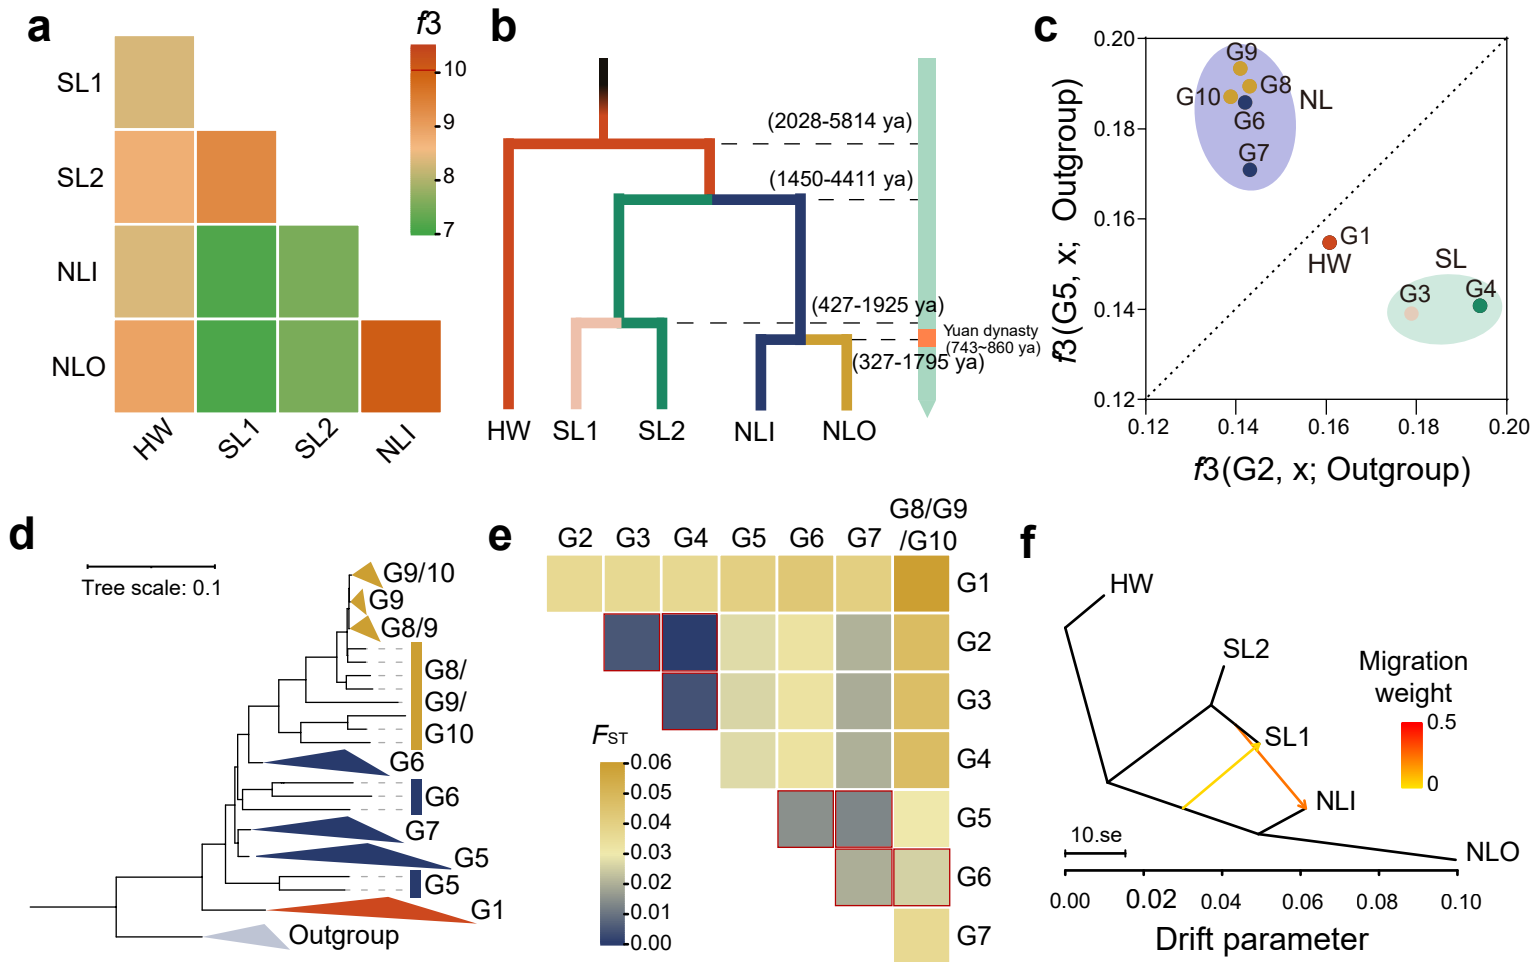 a
f3
SL1
SL2
NLI
NLO
HW
SL1
SL2
NLI
10
9
8
7
b
(2028-5814 ya)
(1450-4411 ya)
(427-1925 ya)
Yuan dynasty
(743~860 ya)
(327-1795 ya)
HW
SL1
SL2
NLI
NLO
c
f3(G5, x; Outgroup)
0.20
0.18
0.16
0.14
0.12
G9
G8
G10
NL
G6
G7
G1
HW
SL
G3
G4
0.12
0.14
0.16
0.18
0.20
f3(G2, x; Outgroup)
d
Tree scale: 0.1
G9/10
G9
G8/9
G8/
G9/
G10
G6
G6
G7
G5
G5
G1
Outgroup
e
G2
G3
G4
G5
G6
G7
G8/G9
/G10
G1
G2
G3
G4
G5
G6
G7
FST
0.06
0.05
0.04
0.03
0.02
0.01
0.00
f
HW
SL2
SL1
NLI
NLO
Migration
weight
0.5
0
10.se
0.00
0.02
0.04
0.06
0.08
0.10
Drift parameter